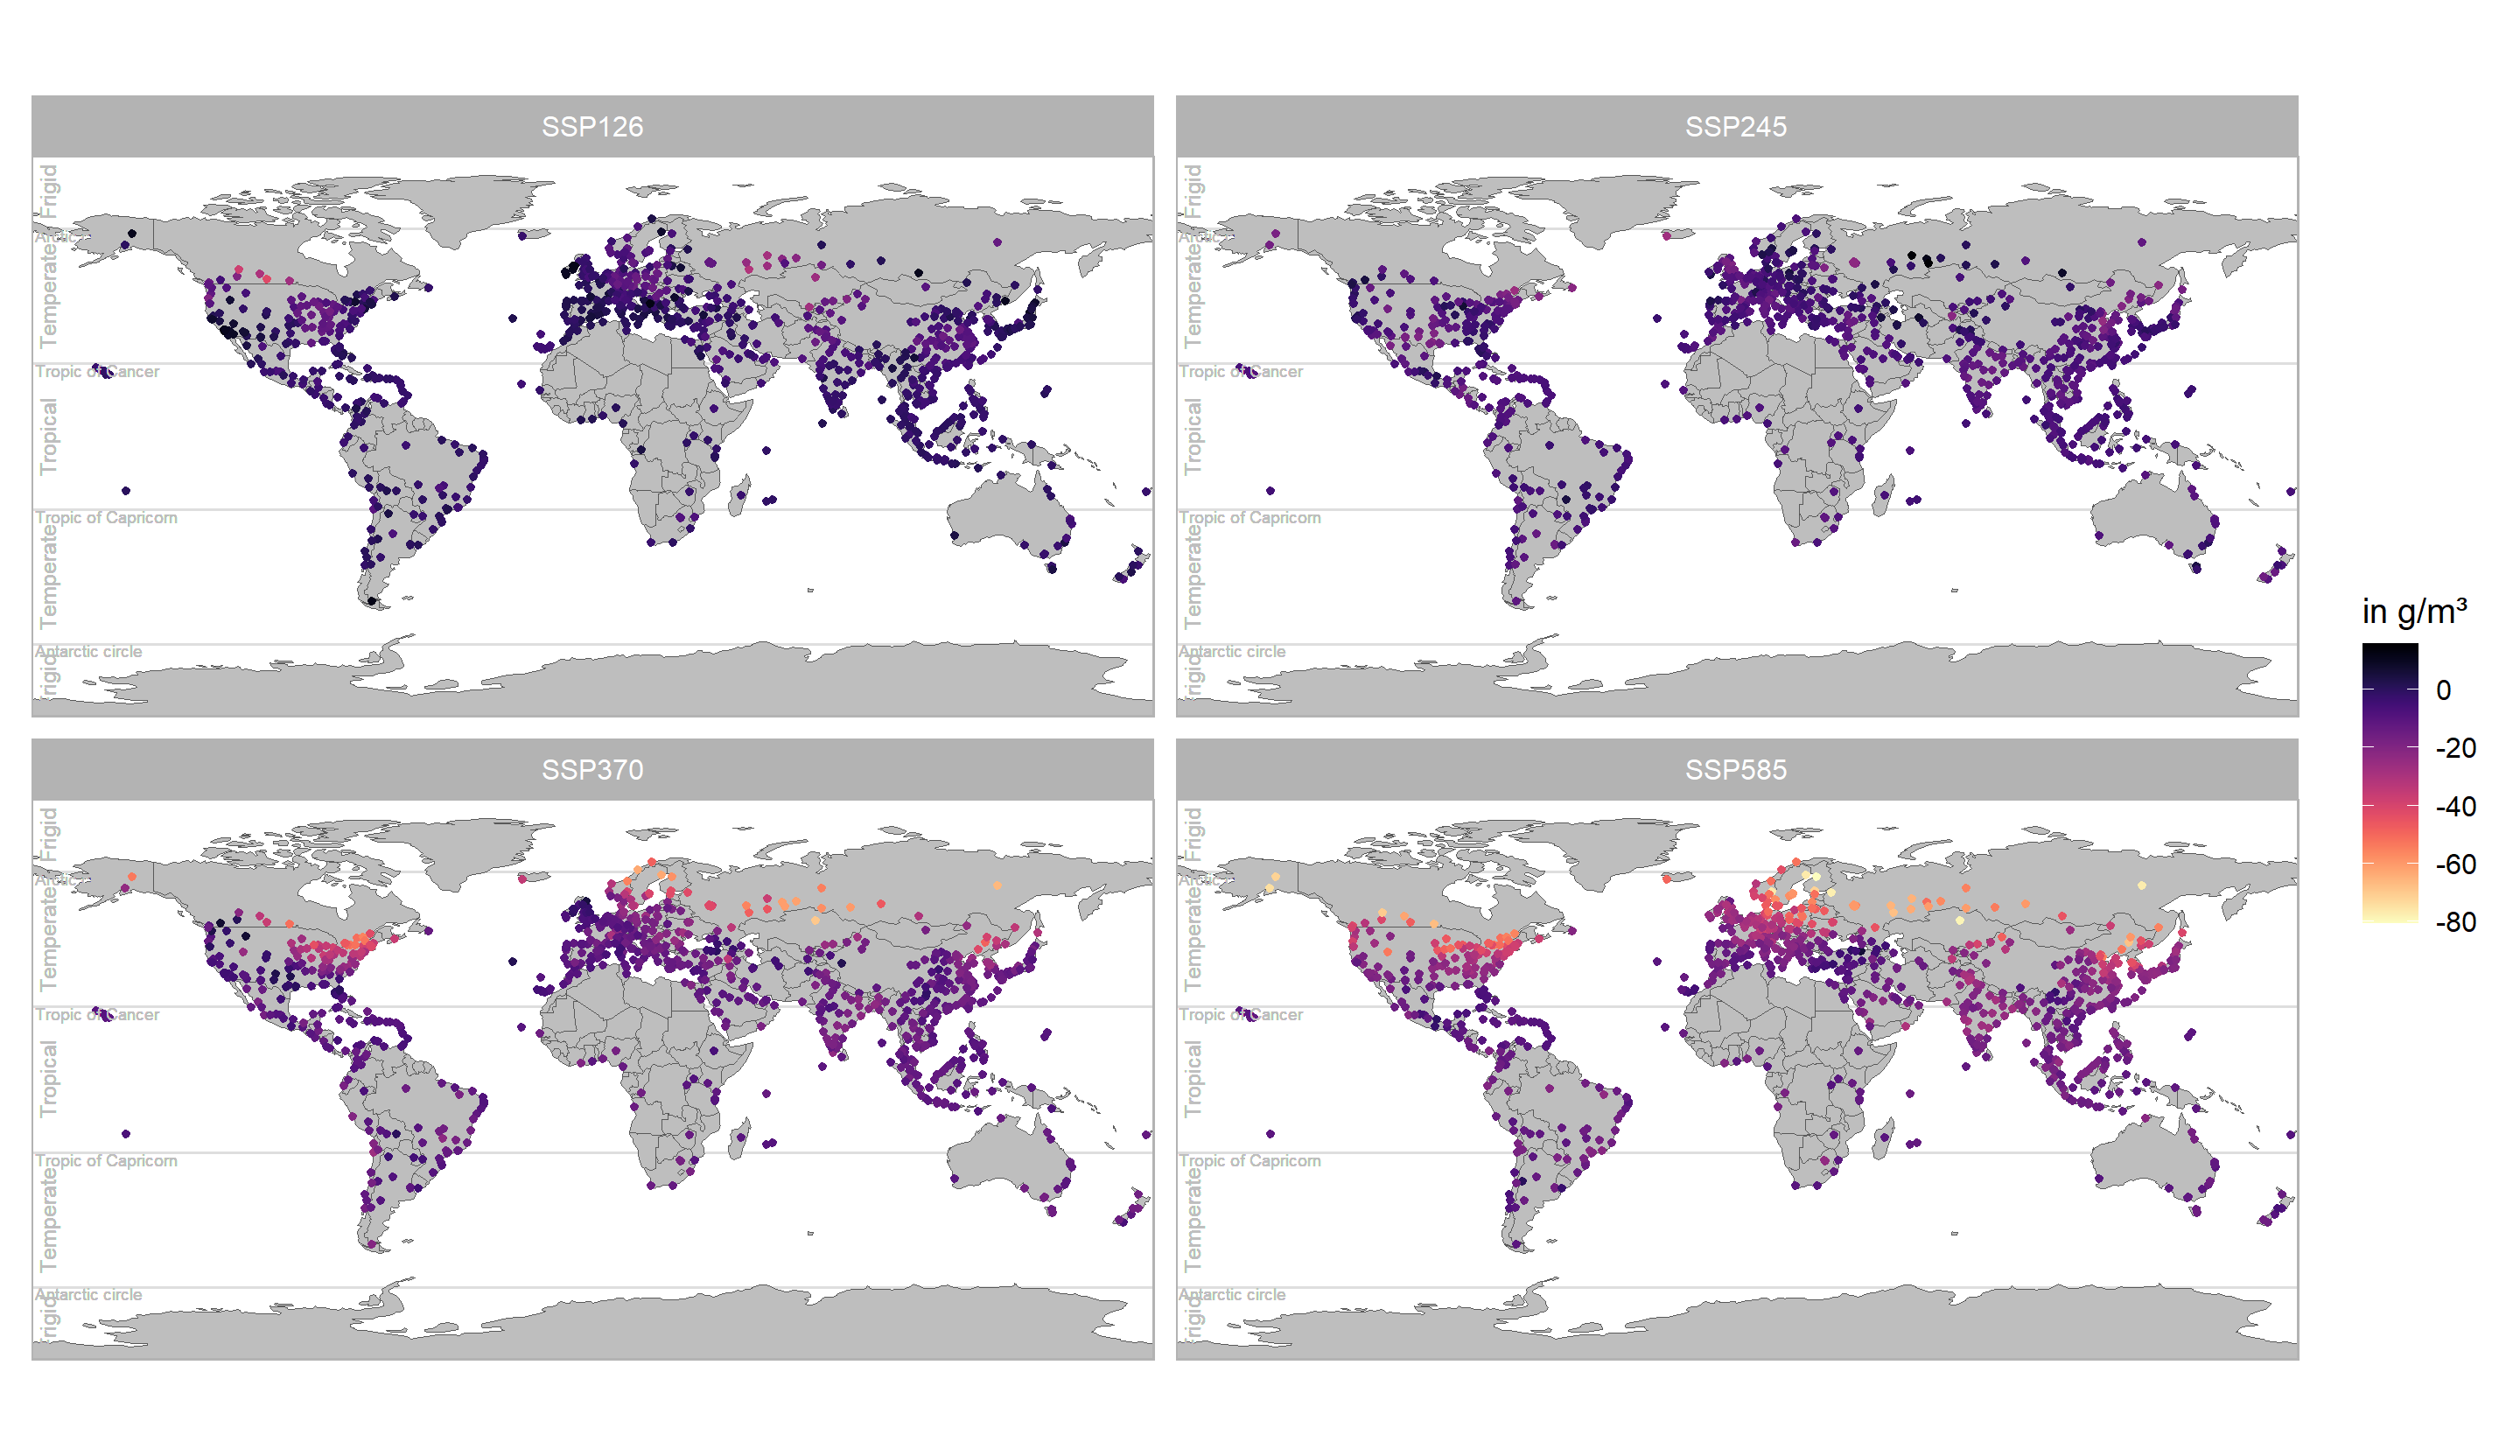 SSP126
Frigid
Arctic
Temperate
Tropic of Cancer
Tropical
Tropic of Capricorn
Temperate
Antarctic circle
Frigid
SSP245
Frigid
Arctic
Temperate
Tropic of Cancer
Tropical
Tropic of Capricorn
Temperate
Antarctic circle
Frigid
SSP370
Frigid
Arctic
Temperate
Tropic of Cancer
Tropical
Tropic of Capricorn
Temperate
Antarctic circle
Frigid
SSP585
Frigid
Arctic
Temperate
Tropic of Cancer
Tropical
Tropic of Capricorn
Temperate
Antarctic circle
Frigid
in g/m³
0
-20
-40
-60
-80